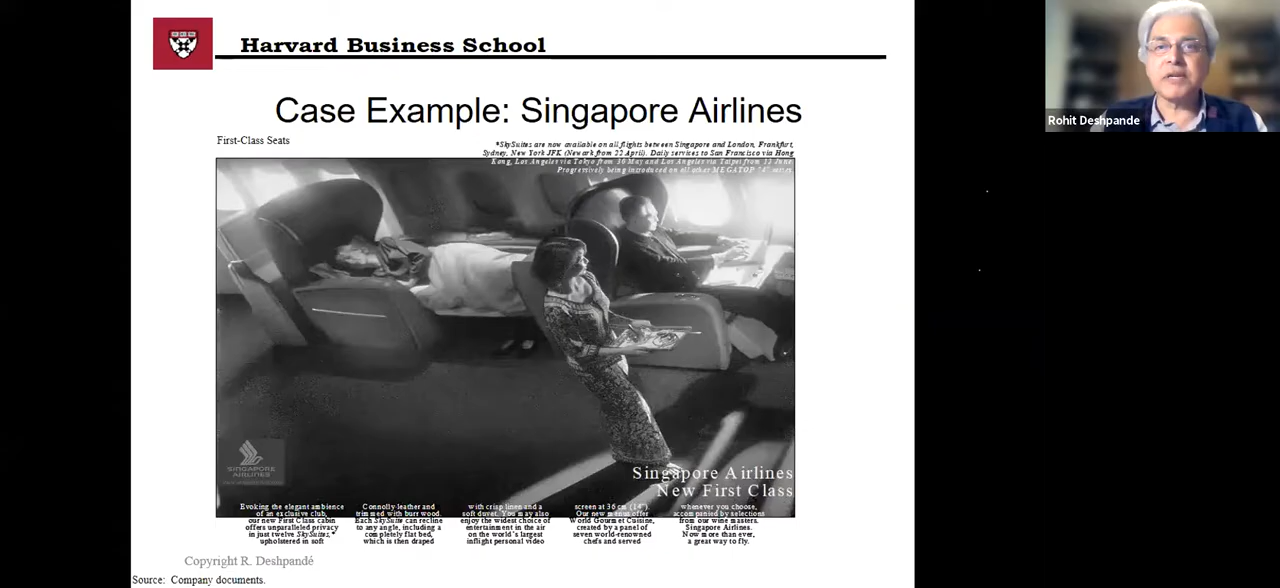 Harvard Business School
Rohit Deshpande
Case Example: Singapore Airlines
First-Class Seats
*SkySuites are now available on all flights between Singapore and London, Frankfurt,
Sydney, New York JFK (Newark from 22 April). Daily services to San Francisco via Hong
Kong, Los Angeles via Tokyo from 30 May and Los Angeles via Taipei from 13 June
Progressively being introduced on all other MEGATOP "4" series.
SINGAPORE
AIRLINES
Singapore Airlines
New First Class
Evoking the elegant ambience
of an exclusive club,
our new First Class cabin
offers unparalleled privacy
in just twelve SkySuites,*
upholstered in soft
Connolly leather and
trimmed with burr wood.
Each SkySuite can recline
to any angle, including a
completely flat bed,
which is then draped
with crisp linen and a
soft duvet. You may also
enjoy the widest choice of
entertainment in the air
on the world's largest
inflight personal video
screen at 36 cm (14").
Our new menus offer
World Gourmet Cuisine,
created by a panel of
seven world-renowned
chefs and served
whenever you choose,
accompanied by selections
from our wine masters.
Singapore Airlines.
Now more than ever,
a great way to fly.
Copyright R. Deshpandé
Source: Company documents.